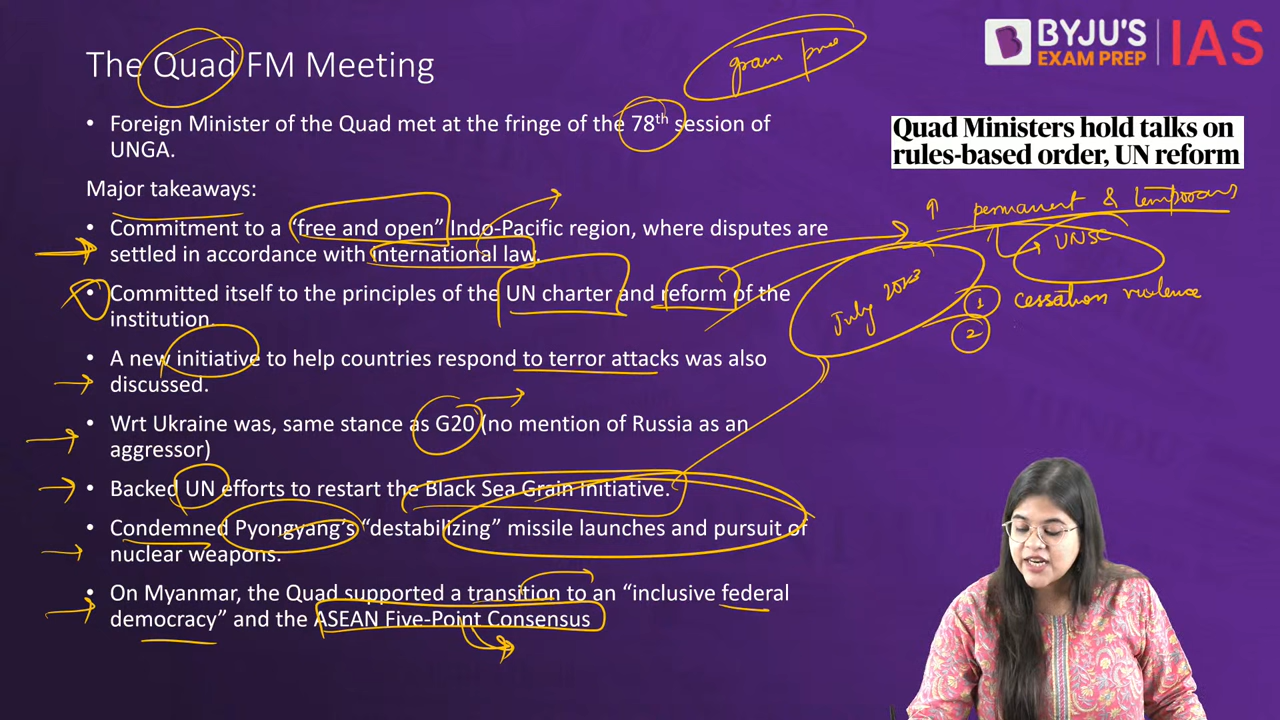 The Quad FM Meeting
• Foreign Minister of the Quad met at the fringe of the 78th session of
UNGA.
Major takeaways:
• Commitment to a “free and open” Indo-Pacific region, where disputes are
settled in accordance with international law.
• Committed itself to the principles of the UN charter and reform of the
institution.
• A new initiative to help countries respond to terror attacks was also
discussed.
• Wrt Ukraine was, same stance as G20 (no mention of Russia as an
aggressor)
• Backed UN efforts to restart the Black Sea Grain Initiative.
• Condemned Pyongyang’s “destabilizing” missile launches and pursuit of
nuclear weapons.
• On Myanmar, the Quad supported a transition to an “inclusive federal
democracy” and the ASEAN Five-Point Consensus
grain price
BYJU'S
EXAM PREP
IAS
Quad Ministers hold talks on
rules-based order, UN reform
permanent & temporary
UNSC
July 2023
1 cessation violence
2